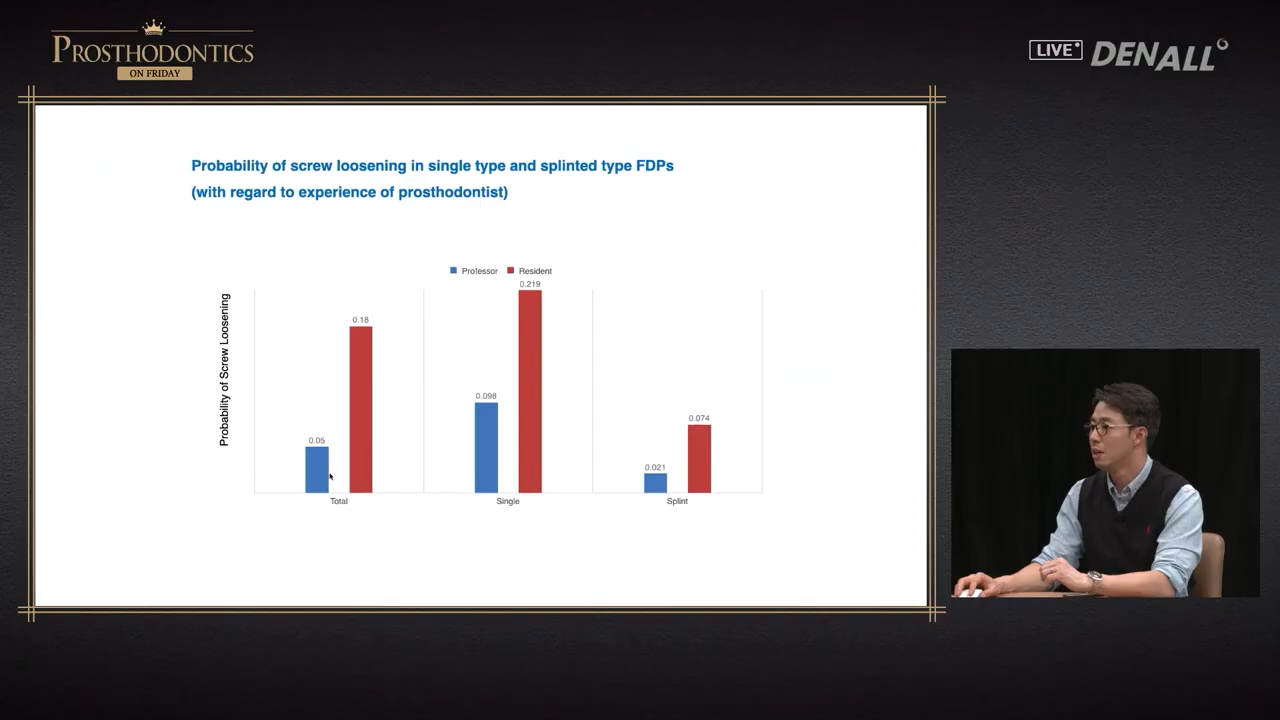 PROSTHODONTICS
ON FRIDAY
LIVE
DENALL
Probability of screw loosening in single type and splinted type FDPs
(with regard to experience of prosthodontist)
Professor Resident
Probability of Screw Loosening
0.05
0.18
0.098
0.219
0.021
0.074
Total
Single
Splint